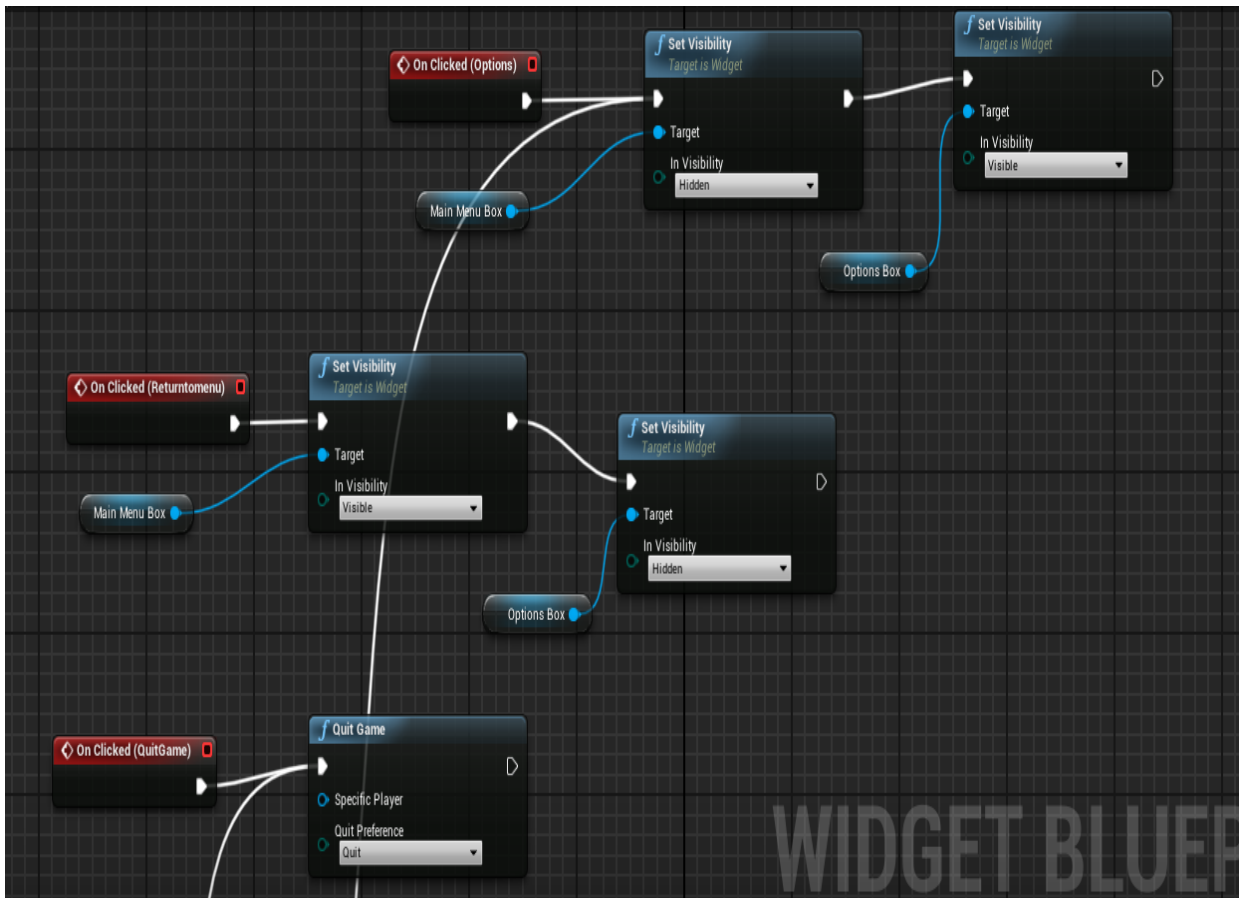 Set Visibility
Target is Widget
Target
In Visibility
Visible
On Clicked (Options)
Set Visibility
Target is Widget
Target
In Visibility
Hidden
Main Menu Box
Options Box
On Clicked (Returntomenu)
Set Visibility
Target is Widget
Target
In Visibility
Visible
Main Menu Box
Set Visibility
Target is Widget
Target
In Visibility
Hidden
Options Box
On Clicked (QuitGame)
Quit Game
Specific Player
Quit Preference
Quit
WIDGET BLUEP